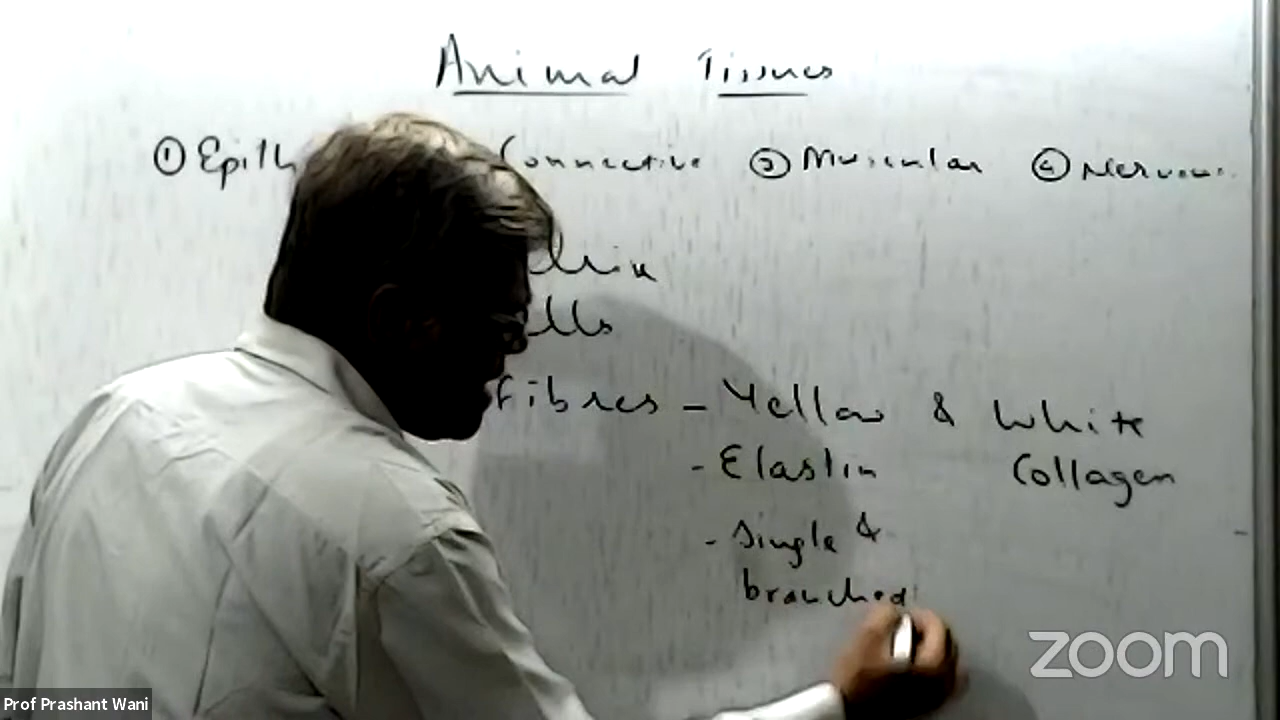 Animal Tissues
① Epith Connective ③ Muscular ④ Nervous
Fibres - Yellow & White
- Elastin Collagen
- Single &
branched
zoom
Prof Prashant Wani